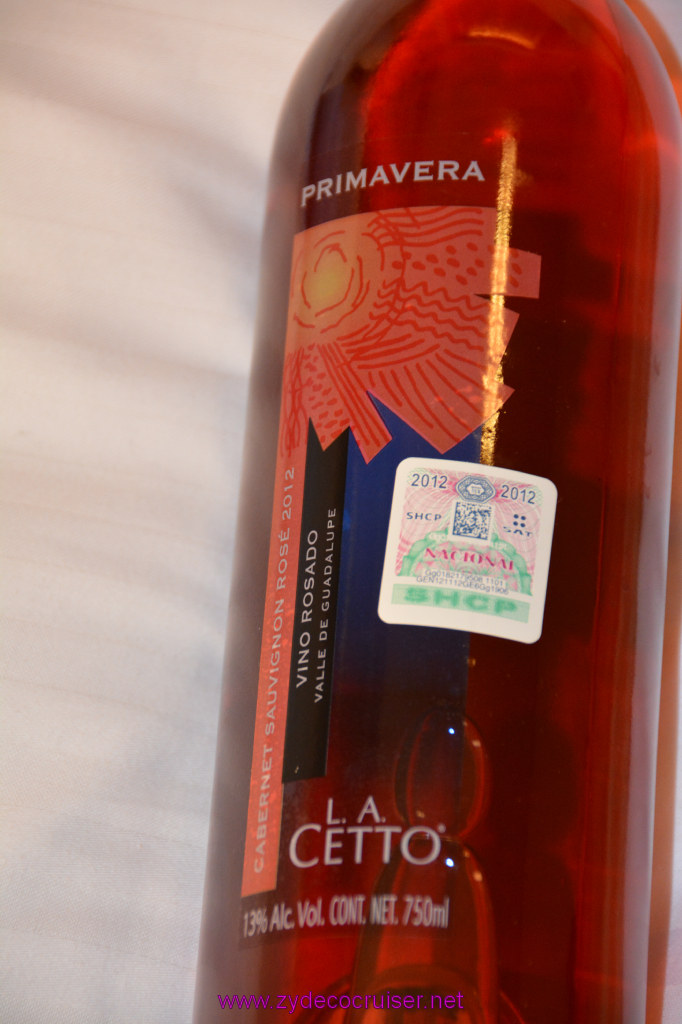 PRIMAVERA
CABERNET SAUVIGNON ROSÉ 2012
VINO ROSADO
VALLE DE GUADALUPE
2012 2012
SHCP SAT
NACIONAL
SHCP
L. A.
CETTO
13% Alc. Vol. CONT. NET. 750ml
www.zydecocruiser.net